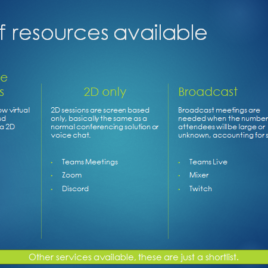 f resources available
e
s
ow virtual
nd
a 2D
2D only
2D sessions are screen based
only, basically the same as a
normal conferencing solution or
voice chat.
· Teams Meetings
· Zoom
· Discord
Broadcast
Broadcast meetings are
needed when the number
attendees will be large or
unknown, accounting for s
· Teams Live
· Mixer
· Twitch
Other services available, these are just a shortlist.